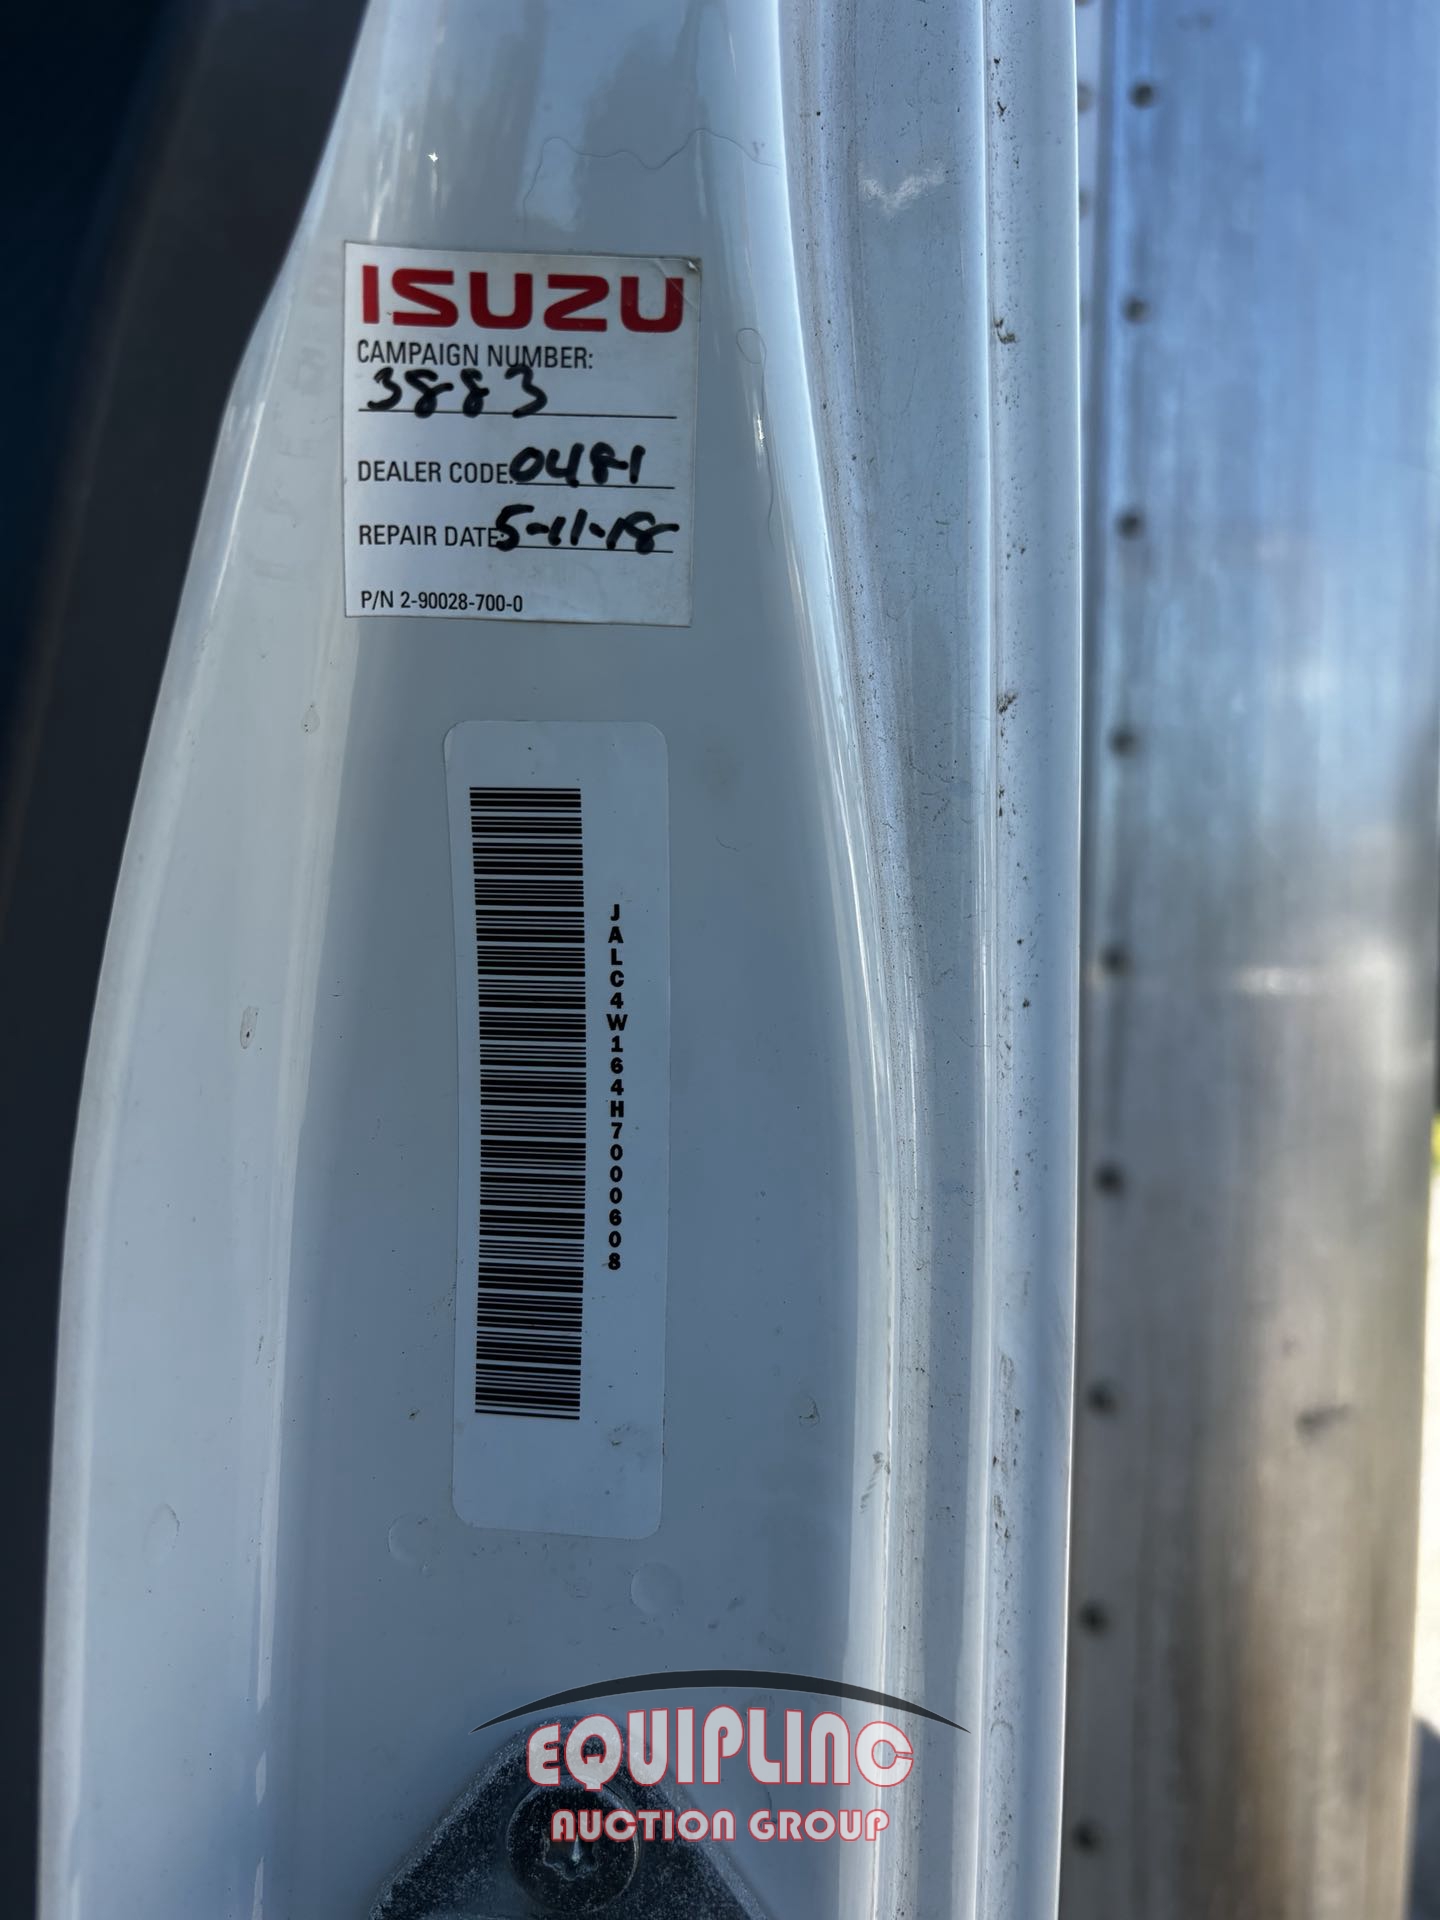 ISUZU
CAMPAIGN NUMBER:
3883
DEALER CODE: 0481
REPAIR DATE: 5-11-18
P/N 2-90028-700-0
JALC4W164H7000608
EQUIPLINC
AUCTION GROUP